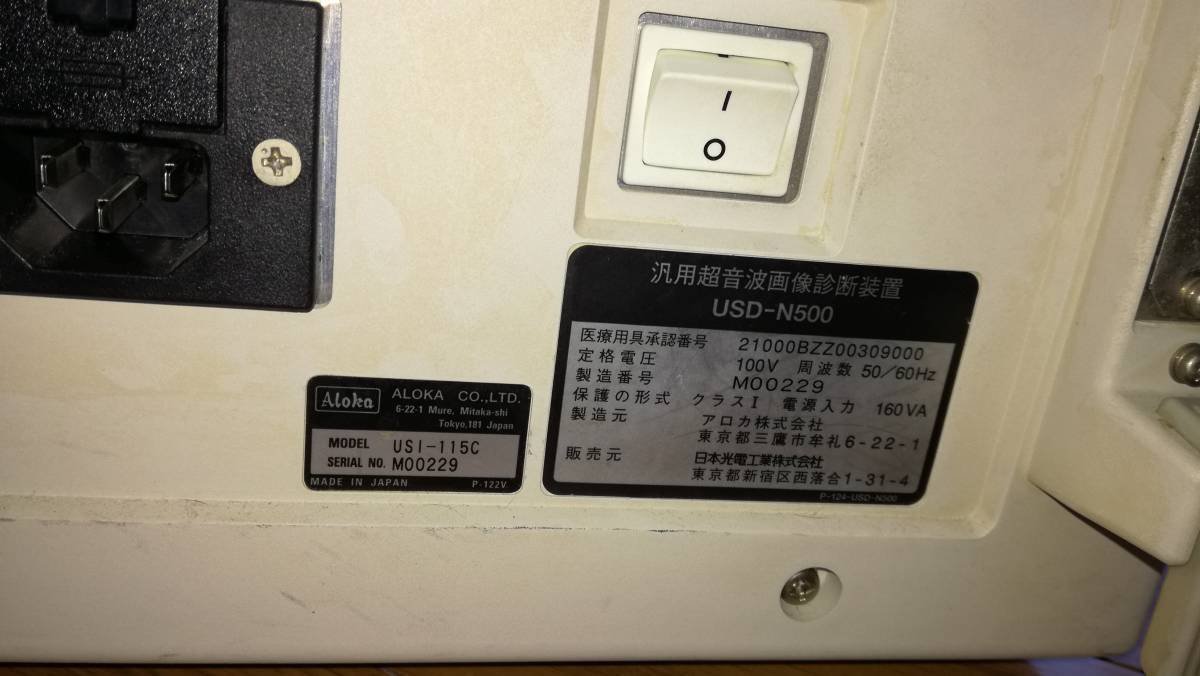 I
O
汎用超音波画像診断装置
USD-N500
医療用具承認番号 21000BZZ00309000
定格電圧 100V 周波数 50/60Hz
製造番号 M00229
保護の形式 クラスI 電源入力 160VA
製造元 アロカ株式会社
東京都三鷹市牟礼6-22-1
販売元 日本光電工業株式会社
東京都新宿区西落合1-31-4
P-124-USD-N500
Aloka ALOKA CO.,LTD.
6-22-1 Mure, Mitaka-shi
Tokyo,181 Japan
MODEL USI-115C
SERIAL NO. M00229
MADE IN JAPAN P-122V